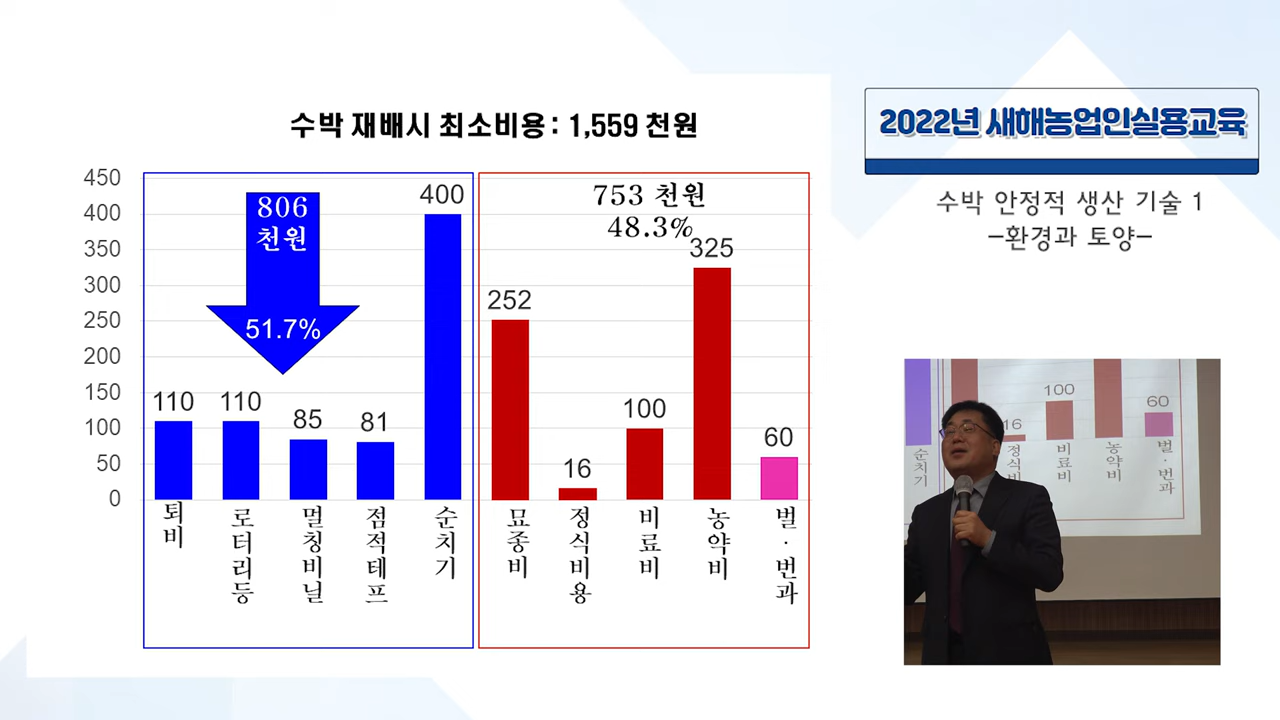 수박 재배시 최소비용 : 1,559 천원
2022년 새해농업인실용교육
수박 안정적 생산 기술 1
-환경과 토양-
450
400
350
300
250
200
150
100
50
0
806
천원
51.7%
753 천원
48.3%
110
110
85
81
400
252
16
100
325
60
퇴비
로터리등
멀칭비닐
점적테프
순치기
묘종비
정식비용
비료비
농약비
벌·번과
16
100
60
순치기
정식비
비료비
농약비
벌·번과